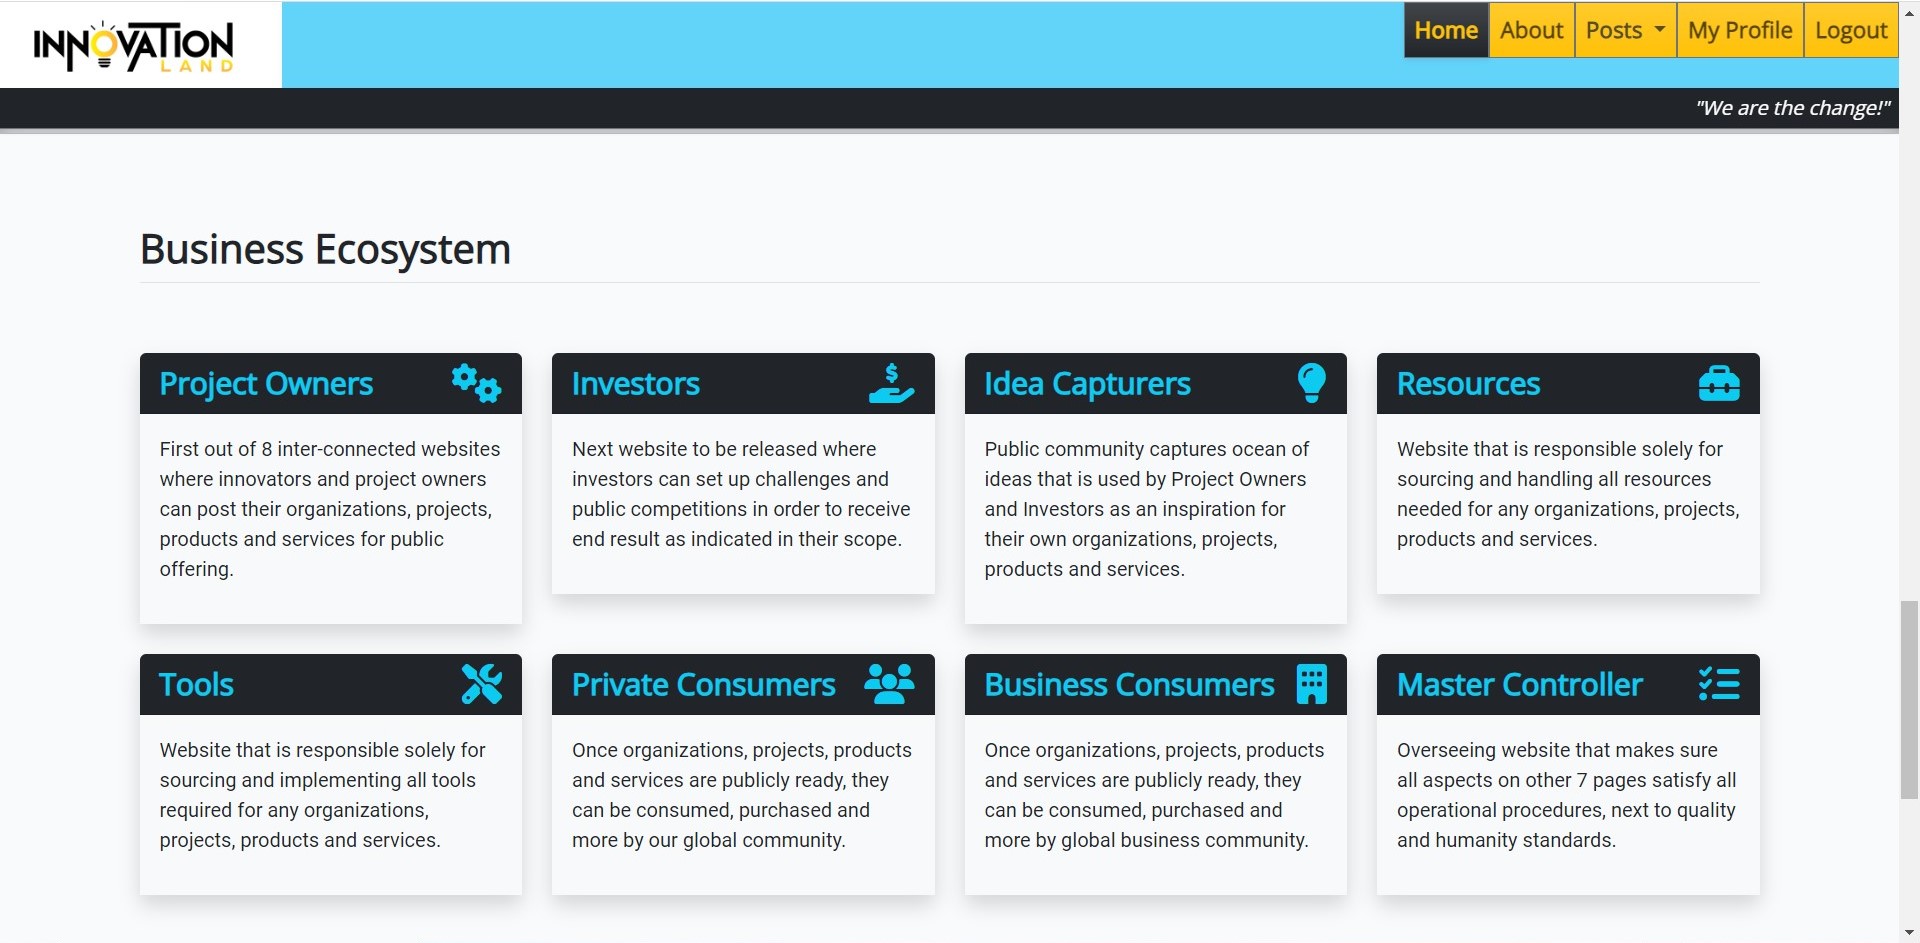 INNOVATION
LAND
Home About Posts My Profile Logout
"We are the change!"
Business Ecosystem
Project Owners
First out of 8 inter-connected websites
where innovators and project owners
can post their organizations, projects,
products and services for public
offering.
Investors
Next website to be released where
investors can set up challenges and
public competitions in order to receive
end result as indicated in their scope.
Idea Capturers
Public community captures ocean of
ideas that is used by Project Owners
and Investors as an inspiration for
their own organizations, projects,
products and services.
Resources
Website that is responsible solely for
sourcing and handling all resources
needed for any organizations, projects,
products and services.
Tools
Website that is responsible solely for
sourcing and implementing all tools
required for any organizations,
projects, products and services.
Private Consumers
Once organizations, projects, products
and services are publicly ready, they
can be consumed, purchased and
more by our global community.
Business Consumers
Once organizations, projects, products
and services are publicly ready, they
can be consumed, purchased and
more by global business community.
Master Controller
Overseeing website that makes sure
all aspects on other 7 pages satisfy all
operational procedures, next to quality
and humanity standards.